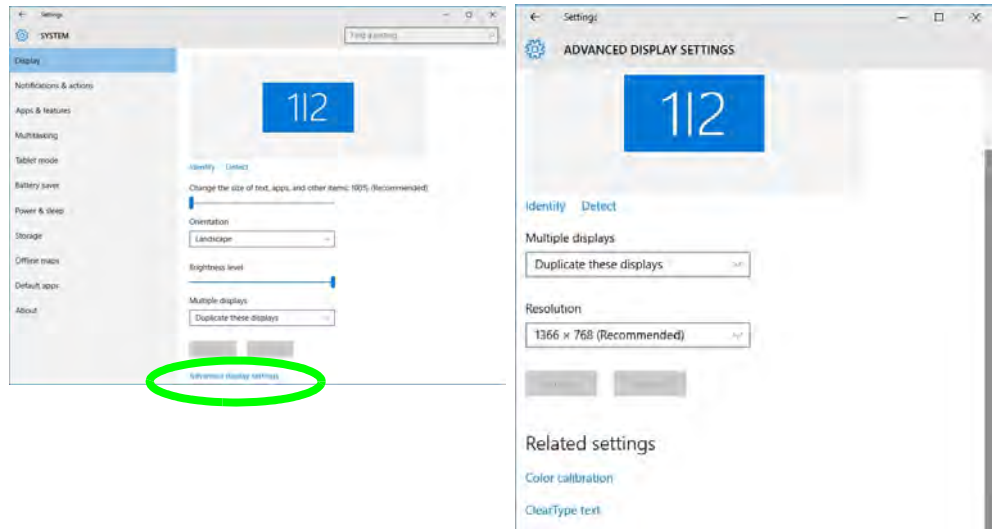 Settings
SYSTEM
Find a setting
Display
Notifications & actions
Apps & features
Multitasking
Tablet mode
Battery saver
Power & sleep
Storage
Offline maps
Default apps
About
1|2
Identify Detect
Change the size of text, apps, and other items: 100% (Recommended)
Orientation
Landscape
Brightness level
Multiple displays
Duplicate these displays
Advanced display settings
Settings
ADVANCED DISPLAY SETTINGS
1|2
Identify Detect
Multiple displays
Duplicate these displays
Resolution
1366 × 768 (Recommended)
Related settings
Color calibration
ClearType text